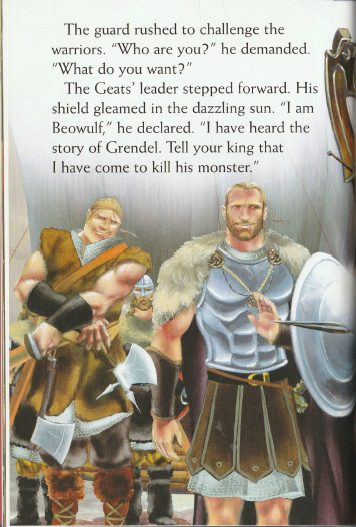 The guard rushed to challenge the
warriors. “Who are you?” he demanded.
“What do you want?”
The Geats’ leader stepped forward. His
shield gleamed in the dazzling sun. “I am
Beowulf,” he declared. “I have heard the
story of Grendel. Tell your king that
I have come to kill his monster.”